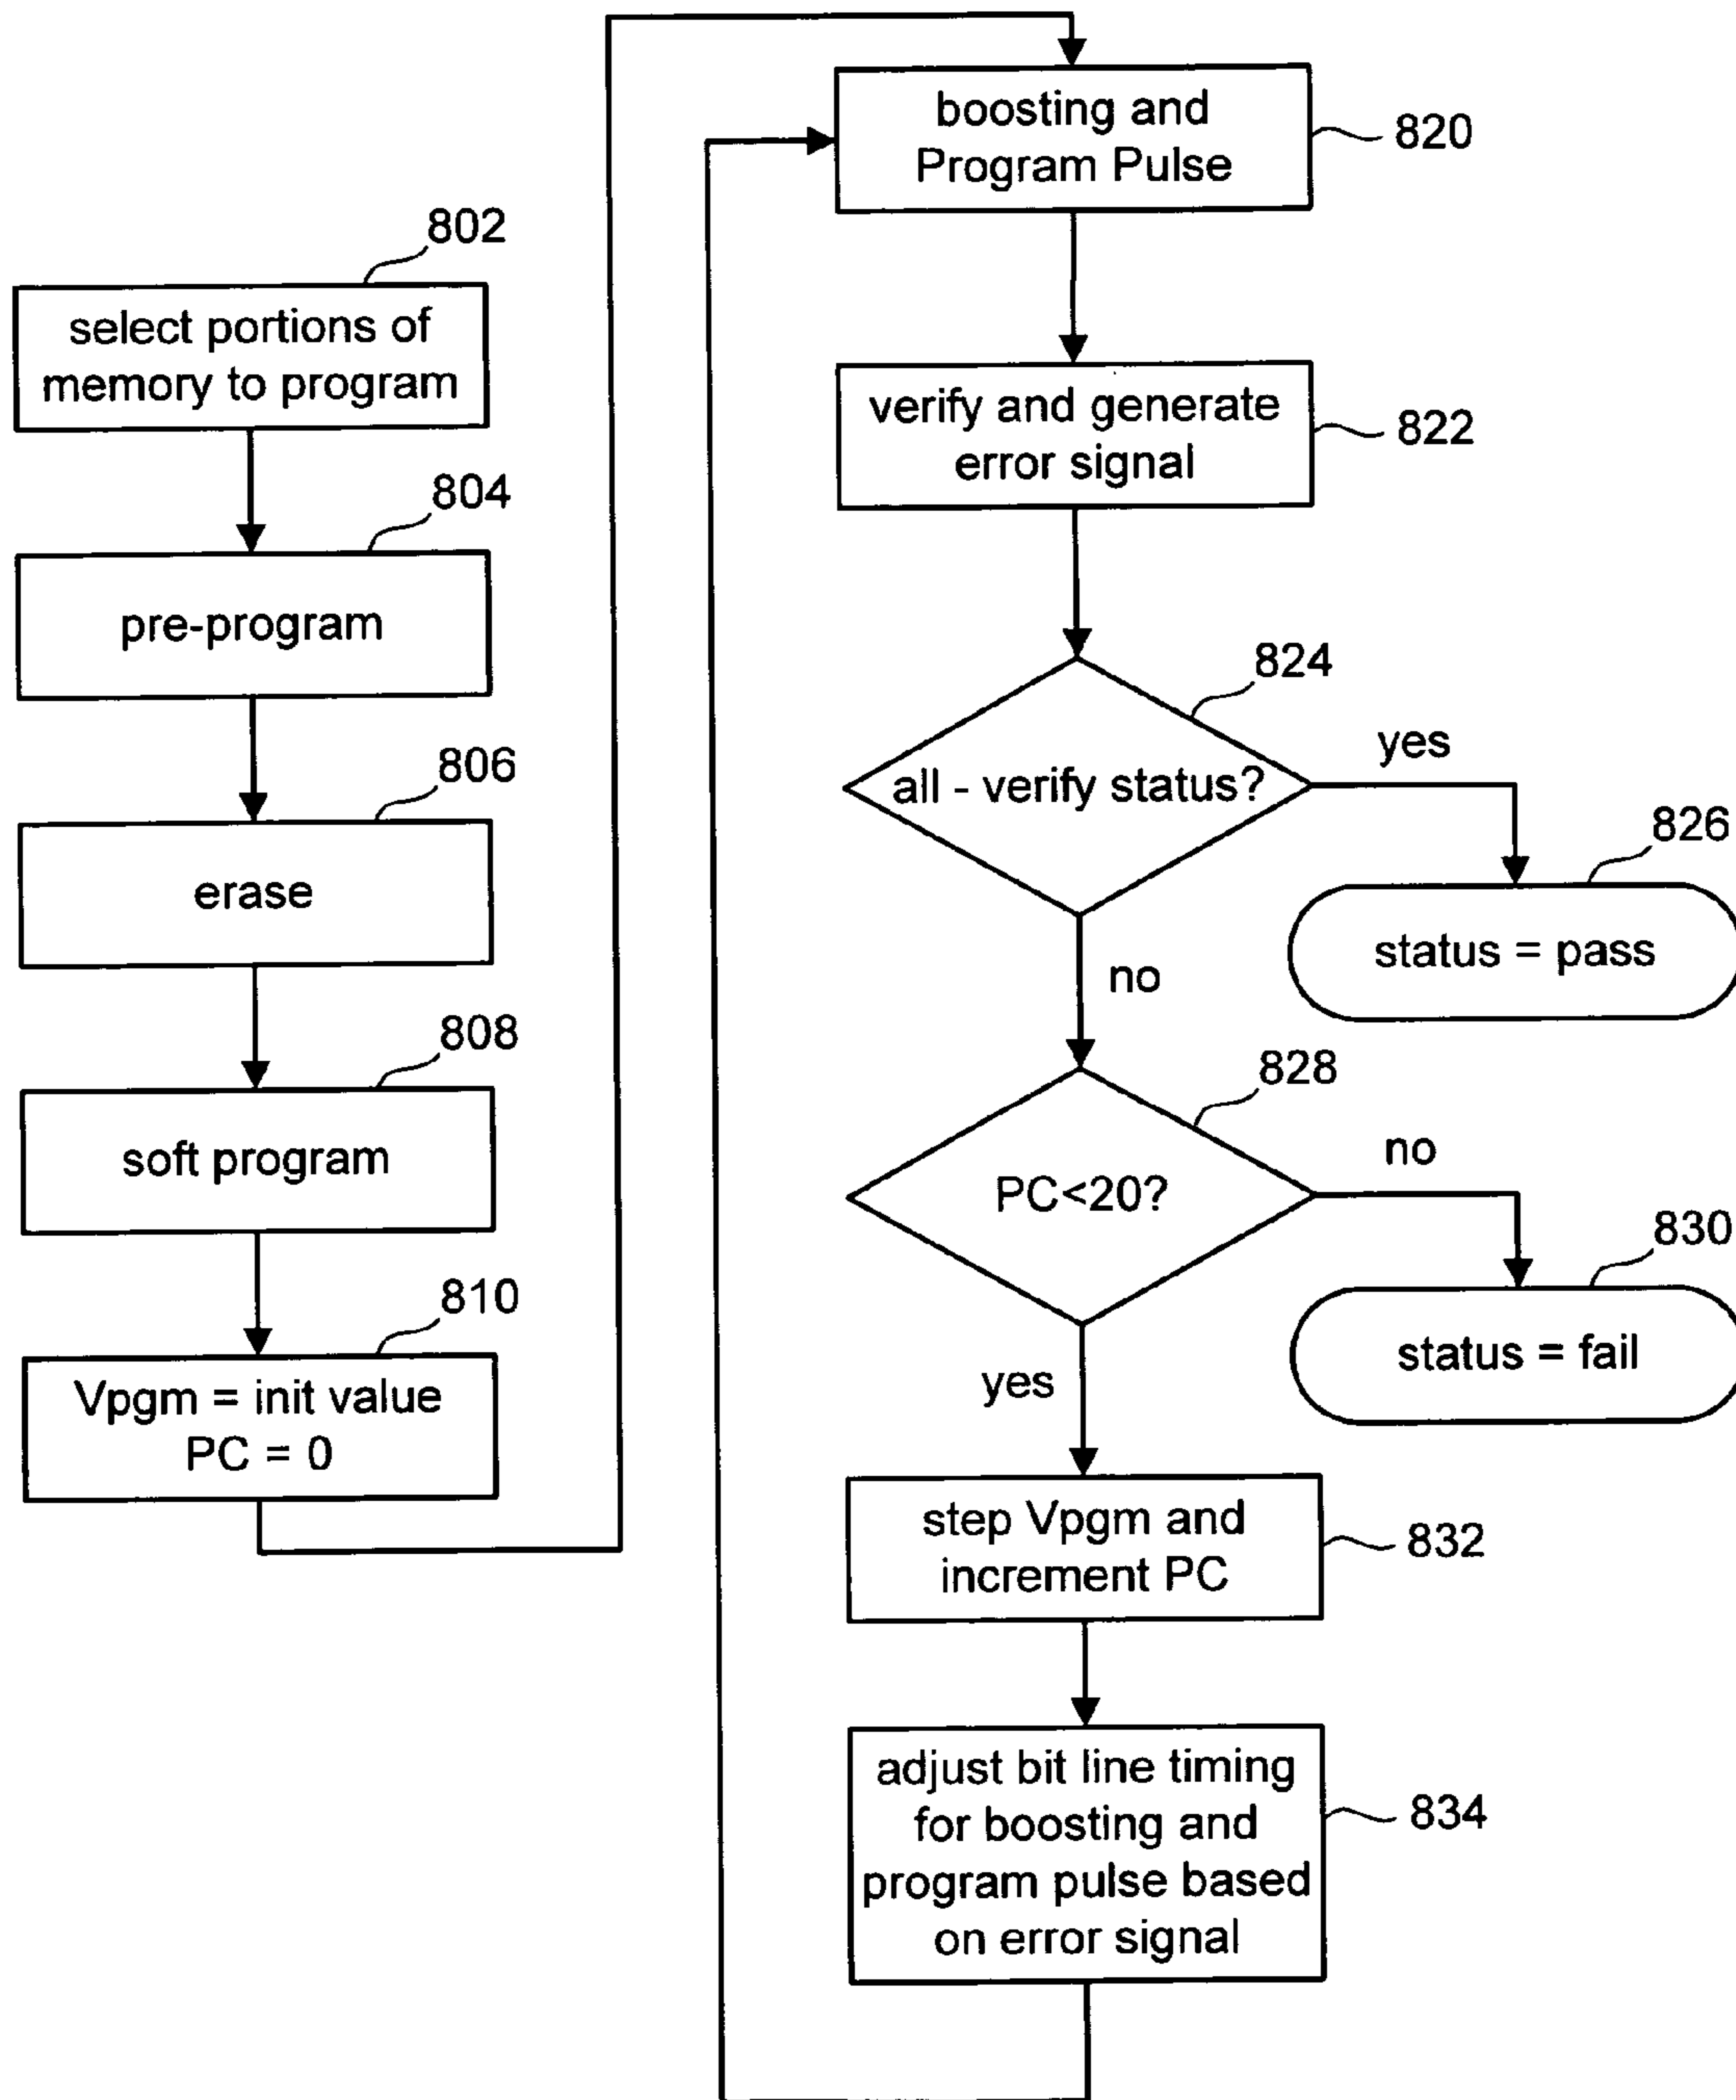 802
select portions of
memory to program
804
pre-program
806
erase
808
soft program
810
Vpgm = init value
PC = 0
boosting and
Program Pulse
820
verify and generate
error signal
822
824
all - verify status?
yes
826
status = pass
no
828
PC<20?
no
830
status = fail
yes
step Vpgm and
increment PC
832
adjust bit line timing
for boosting and
program pulse based
on error signal
834